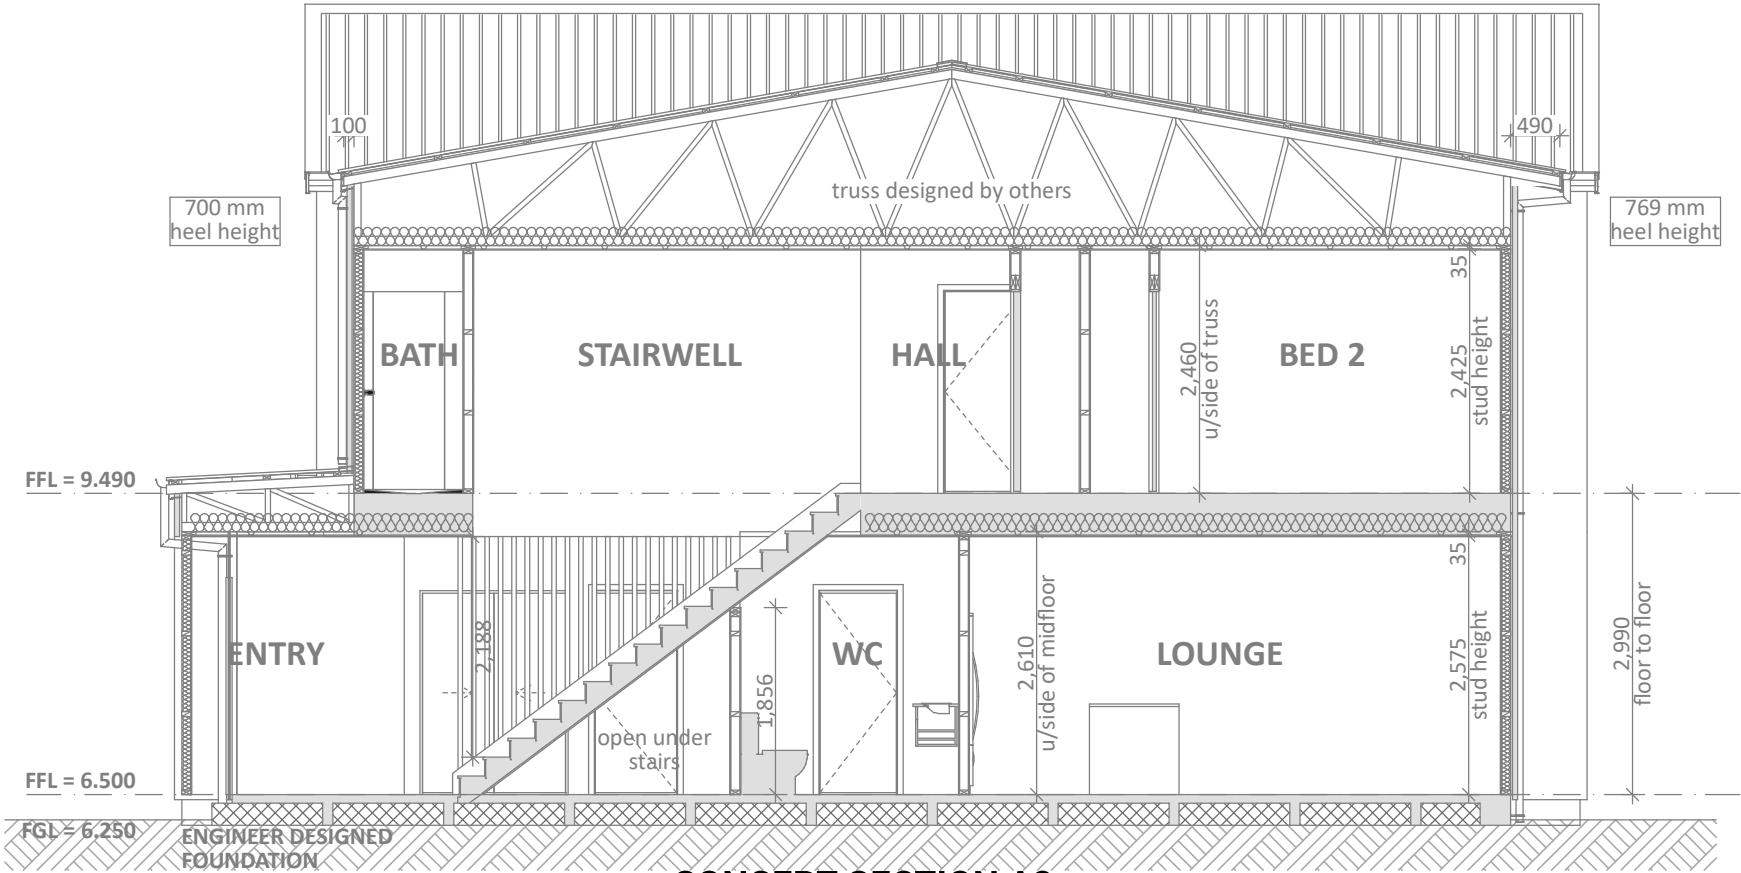 100
490
truss designed by others
700 mm
heel height
769 mm
heel height
35
BATH
STAIRWELL
HALL
2,460
u/side of truss
BED 2
2,425
stud height
FFL = 9.490
35
ENTRY
2,188
WC
2,610
u/side of midfloor
LOUNGE
2,575
stud height
2,990
floor to floor
1,856
open under
stairs
FFL = 6.500
FGL = 6.250
ENGINEER DESIGNED
FOUNDATION